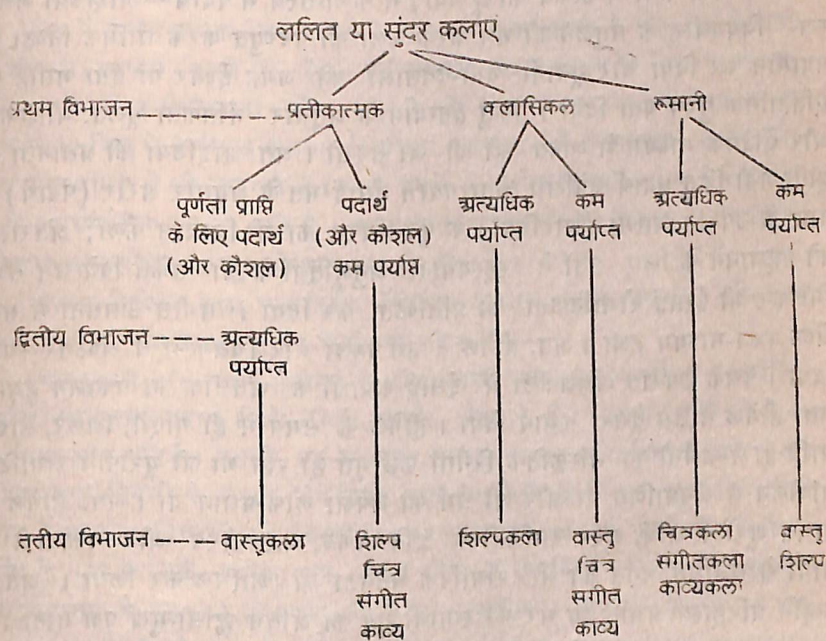 ललित या सुंदर कलाएं
प्रथम विभाजन ------------ प्रतीकात्मक क्लासिकल रूमानी
पूर्णता प्राप्ति पदार्थ अत्यधिक कम अत्यधिक कम
के लिए पदार्थ (और कौशल) पर्याप्त पर्याप्त पर्याप्त पर्याप्त
(और कौशल) कम पर्याप्त
द्वितीय विभाजन ---- अत्यधिक
पर्याप्त
तृतीय विभाजन ---- वास्तुकला शिल्प शिल्पकला वास्तु चित्रकला वास्तु
चित्र चित्र संगीतकला शिल्प
संगीत संगीत काव्यकला
काव्य काव्य